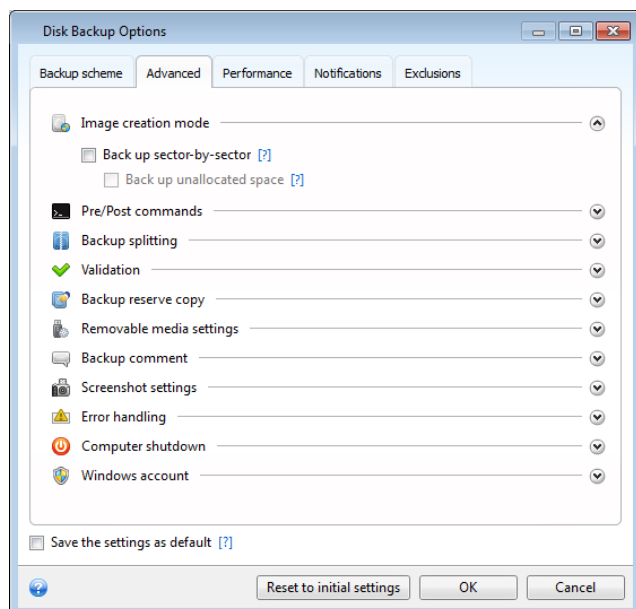 Disk Backup Options
Backup scheme Advanced Performance Notifications Exclusions
Image creation mode
Back up sector-by-sector [?]
Back up unallocated space [?]
Pre/Post commands
Backup splitting
Validation
Backup reserve copy
Removable media settings
Backup comment
Screenshot settings
Error handling
Computer shutdown
Windows account
Save the settings as default [?]
Reset to initial settings OK Cancel